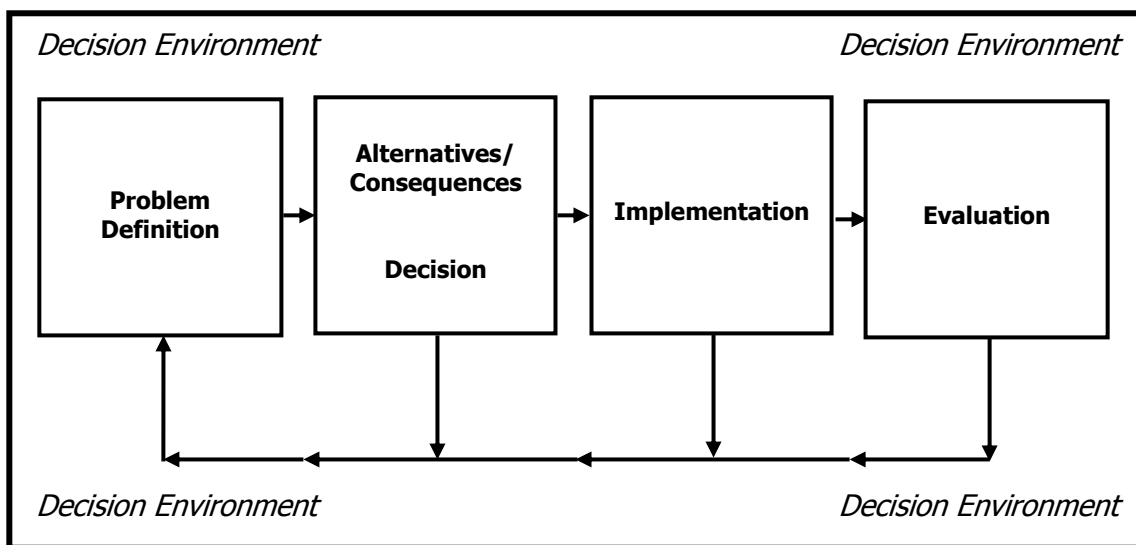 Decision Environment
Decision Environment
Problem
Definition
Alternatives/
Consequences
Decision
Implementation
Evaluation
Decision Environment
Decision Environment